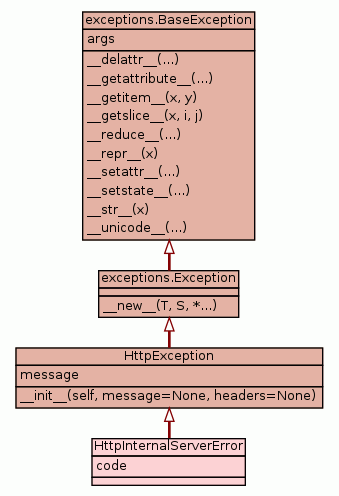 exceptions.BaseException
args
__delattr__(...)
__getattribute__(...)
__getitem__(x, y)
__getslice__(x, i, j)
__reduce__(...)
__repr__(x)
__setattr__(...)
__setstate__(...)
__str__(x)
__unicode__(...)
exceptions.Exception
__new__(T, S, *...)
HttpException
message
__init__(self, message=None, headers=None)
HttpInternalServerError
code